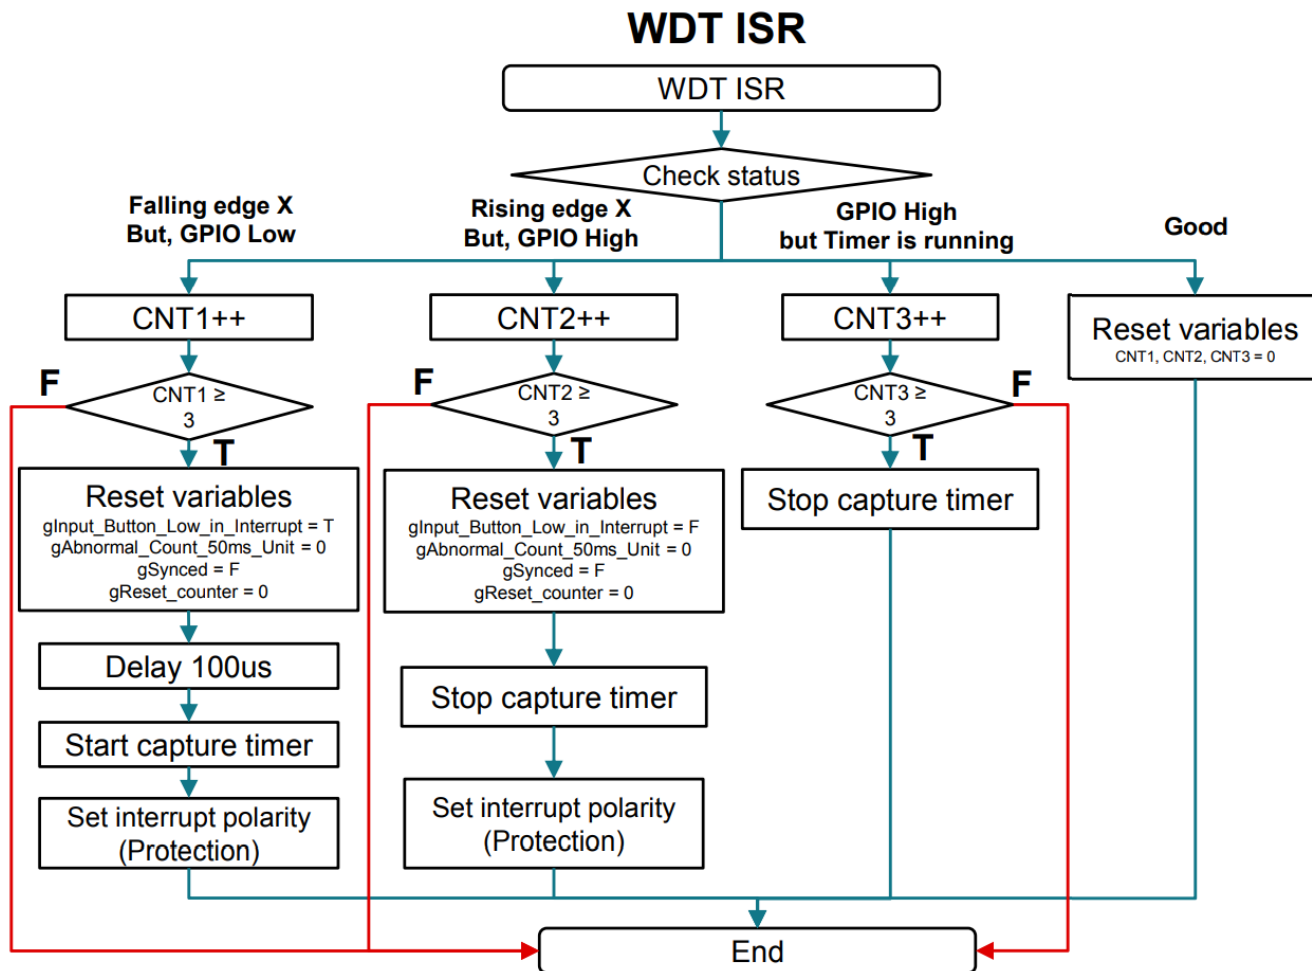 WDT ISR
WDT ISR
Check status
Falling edge X
But, GPIO Low
Rising edge X
But, GPIO High
GPIO High
but Timer is running
Good
CNT1++
CNT2++
CNT3++
Reset variables
CNT1, CNT2, CNT3 = 0
F
CNT1 ≥
3
T
F
CNT2 ≥
3
T
CNT3 ≥
3
F
T
Reset variables
gInput_Button_Low_in_Interrupt = T
gAbnormal_Count_50ms_Unit = 0
gSynced = F
gReset_counter = 0
Delay 100us
Start capture timer
Set interrupt polarity
(Protection)
Reset variables
gInput_Button_Low_in_Interrupt = F
gAbnormal_Count_50ms_Unit = 0
gSynced = F
gReset_counter = 0
Stop capture timer
Set interrupt polarity
(Protection)
Stop capture timer
End